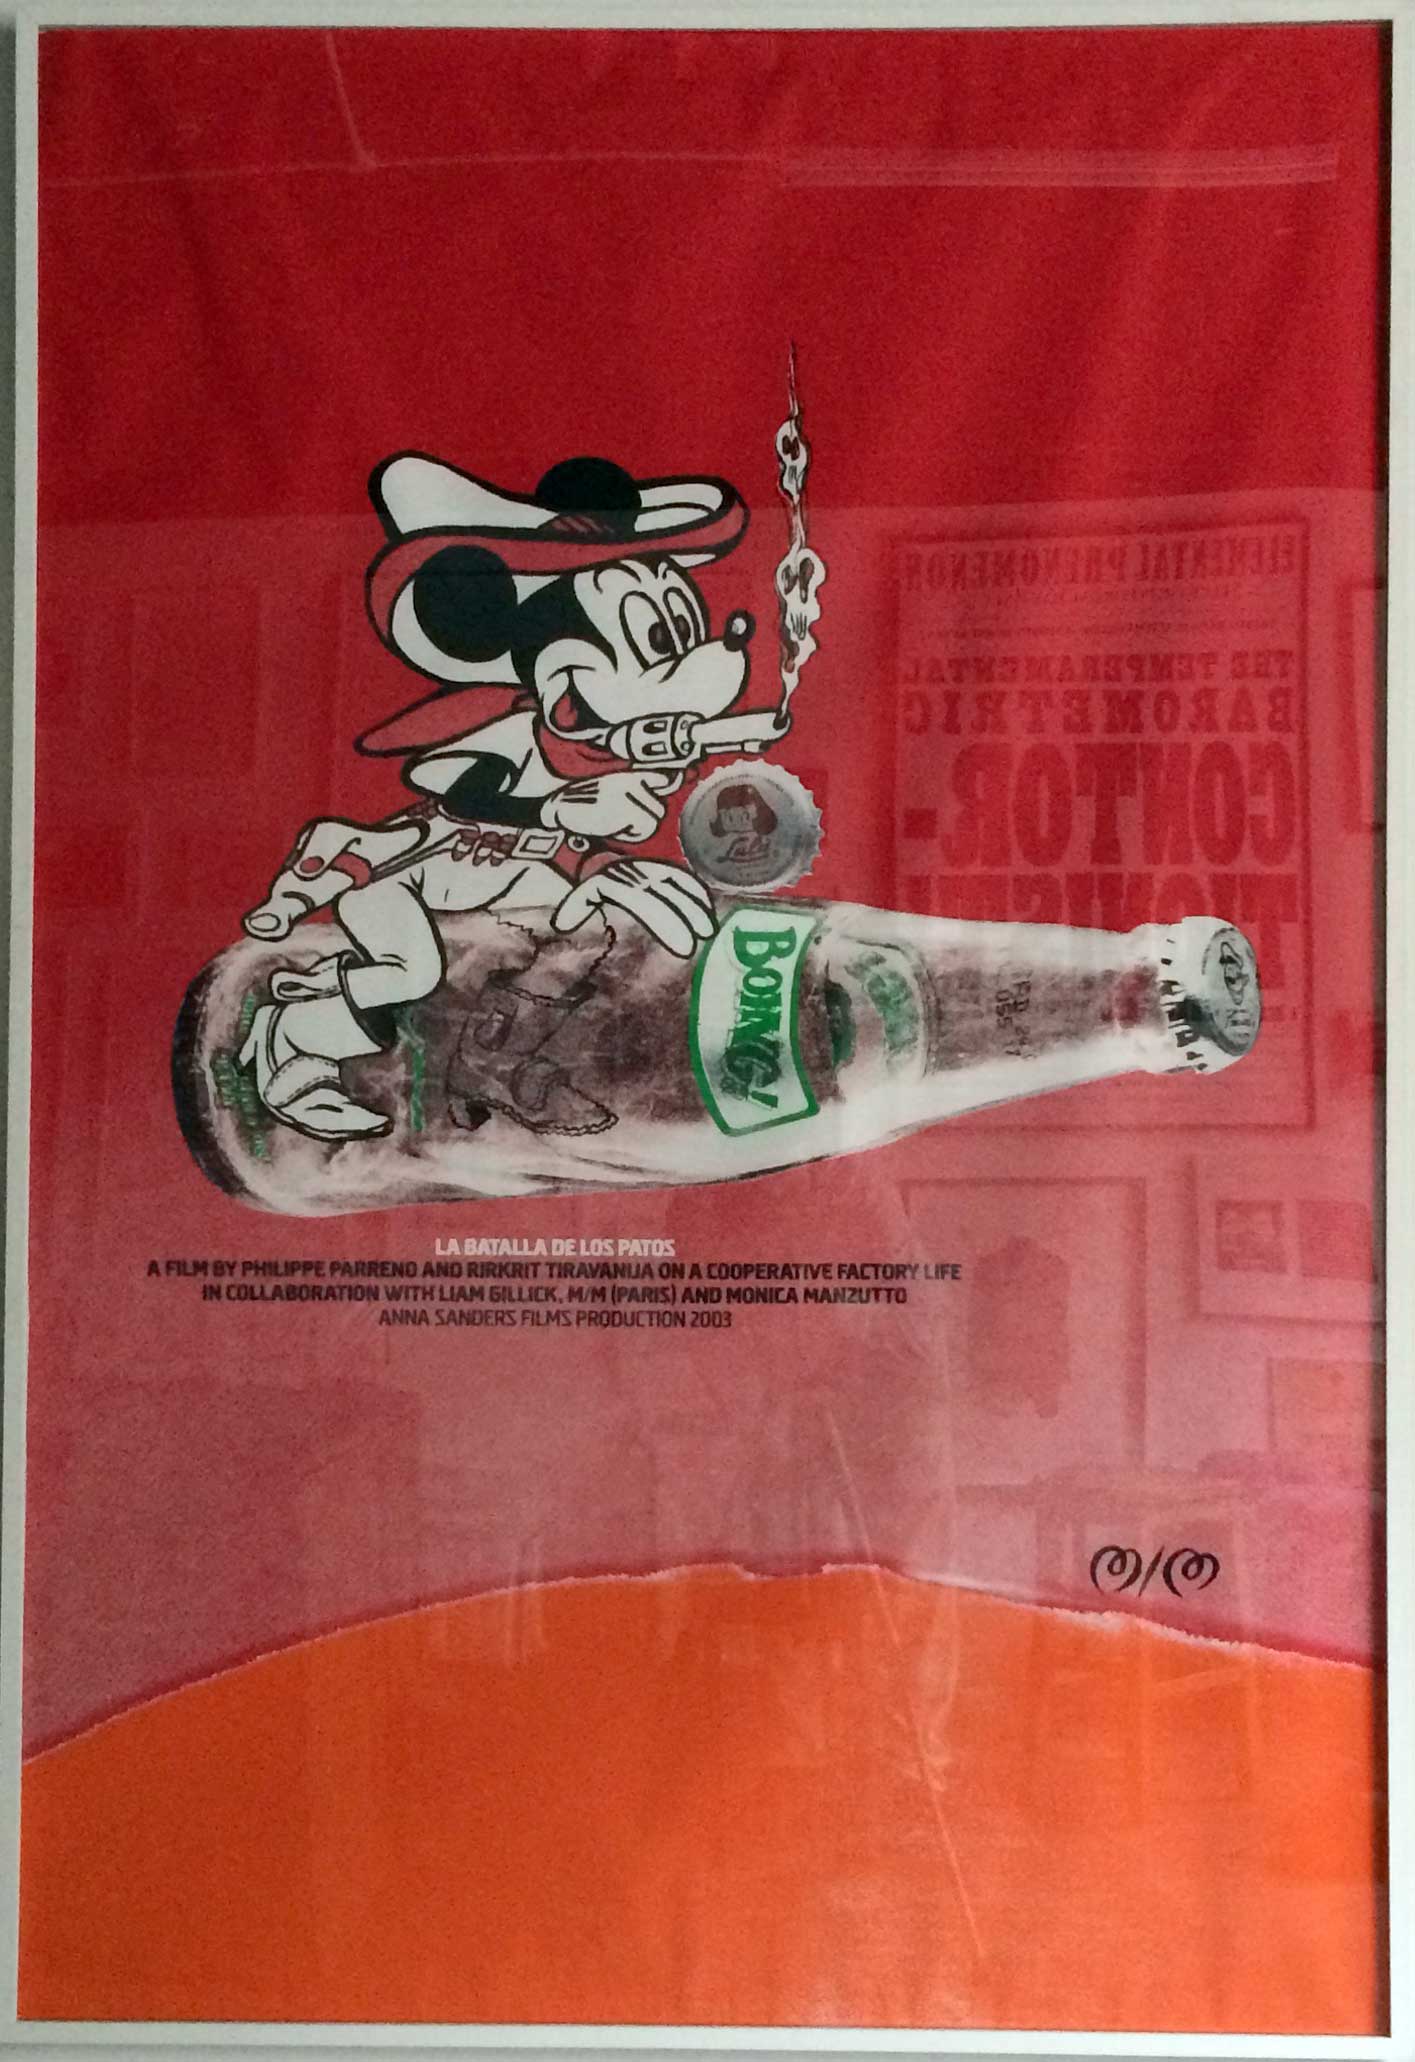 ELEMENTAL PHENOMENON
THE TEMPERAMENTAL
BAROMETRIC
CONTOR-
Lulú
BOING!
LA BATALLA DE LOS PATOS
A FILM BY PHILIPPE PARRENO AND RIRKRIT TIRAVANIJA ON A COOPERATIVE FACTORY LIFE
IN COLLABORATION WITH LIAM GILLICK, M/M (PARIS) AND MONICA MANZUTTO
ANNA SANDERS FILMS PRODUCTION 2003
M/M